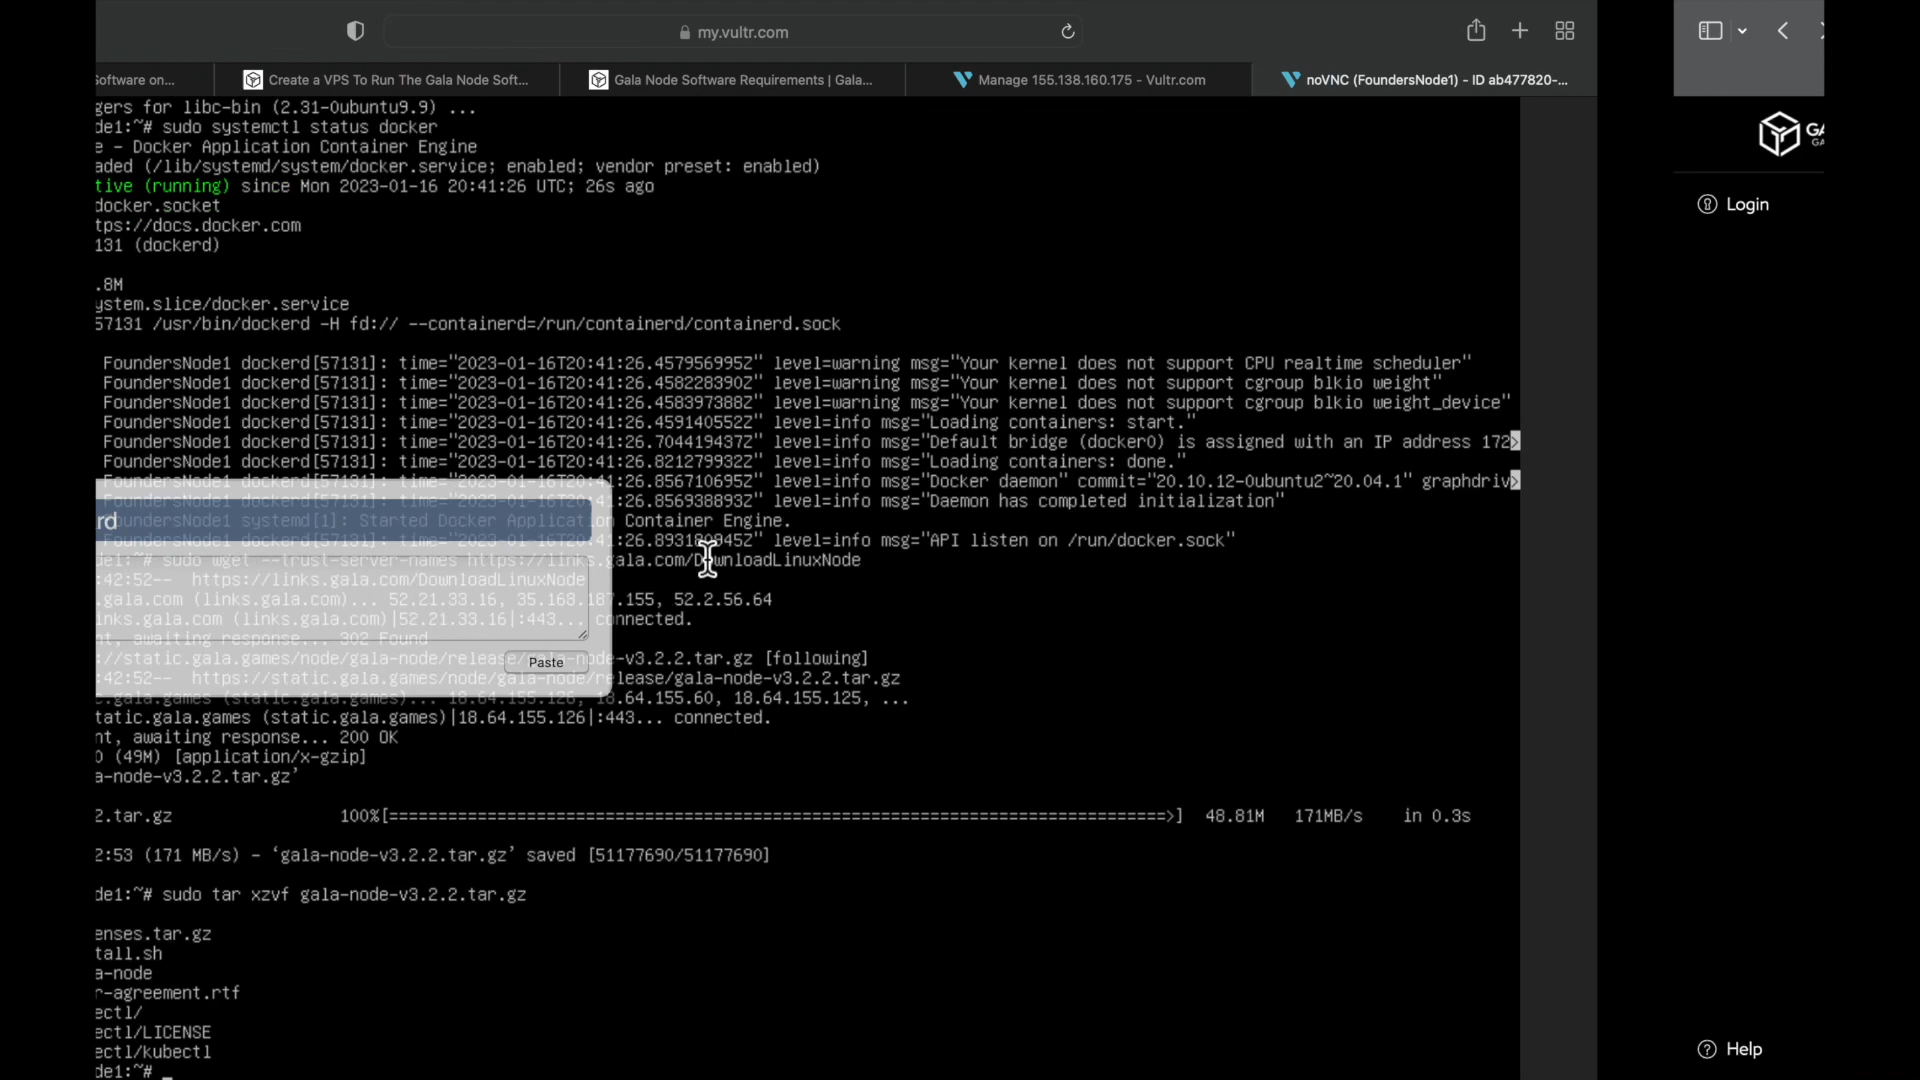 my.vultr.com
Software on...
Create a VPS To Run The Gala Node Soft...
Gala Node Software Requirements | Gala...
Manage 155.138.160.175 - Vultr.com
noVNC (FoundersNode1) - ID ab477820-...
gers for libc-bin (2.31-0ubuntu9.9) ...
de1:~# sudo systemctl status docker
e - Docker Application Container Engine
aded (/lib/systemd/system/docker.service; enabled; vendor preset: enabled)
tive (running) since Mon 2023-01-16 20:41:26 UTC; 26s ago
docker.socket
tps://docs.docker.com
131 (dockerd)
.8M
ystem.slice/docker.service
57131 /usr/bin/dockerd -H fd:// --containerd=/run/containerd/containerd.sock
FoundersNode1 dockerd[57131]: time="2023-01-16T20:41:26.457956995Z" level=warning msg="Your kernel does not support CPU realtime scheduler"
FoundersNode1 dockerd[57131]: time="2023-01-16T20:41:26.458228390Z" level=warning msg="Your kernel does not support cgroup blkio weight"
FoundersNode1 dockerd[57131]: time="2023-01-16T20:41:26.458397388Z" level=warning msg="Your kernel does not support cgroup blkio weight_device"
FoundersNode1 dockerd[57131]: time="2023-01-16T20:41:26.459140552Z" level=info msg="Loading containers: start."
FoundersNode1 dockerd[57131]: time="2023-01-16T20:41:26.704419437Z" level=info msg="Default bridge (docker0) is assigned with an IP address 172>
FoundersNode1 dockerd[57131]: time="2023-01-16T20:41:26.821279932Z" level=info msg="Loading containers: done."
FoundersNode1 dockerd[57131]: time="2023-01-16T20:41:26.856710695Z" level=info msg="Docker daemon" commit="20.10.12-0ubuntu2~20.04.1" graphdriv>
FoundersNode1 dockerd[57131]: time="2023-01-16T20:41:26.856938893Z" level=info msg="Daemon has completed initialization"
rd
FoundersNode1 systemd[1]: Started Docker Application Container Engine.
FoundersNode1 dockerd[57131]: time="2023-01-16T20:41:26.893180945Z" level=info msg="API listen on /run/docker.sock"
de1:~# sudo wget --trust-server-names https://links.gala.com/DownloadLinuxNode
:42:52-- https://links.gala.com/DownloadLinuxNode
.gala.com (links.gala.com)... 52.21.33.16, 35.168.187.155, 52.2.56.64
inks.gala.com (links.gala.com)|52.21.33.16|:443... connected.
nt, awaiting response... 302 Found
://static.gala.games/node/gala-node/release/gala-node-v3.2.2.tar.gz [following]
:42:52-- https://static.gala.games/node/gala-node/release/gala-node-v3.2.2.tar.gz
Paste
c.gala.games (static.gala.games)... 18.64.155.126, 18.64.155.60, 18.64.155.125, ...
tatic.gala.games (static.gala.games)|18.64.155.126|:443... connected.
nt, awaiting response... 200 OK
0 (49M) [application/x-gzip]
a-node-v3.2.2.tar.gz’
2.tar.gz 100%[===============================================================================>] 48.81M 171MB/s in 0.3s
2:53 (171 MB/s) - ‘gala-node-v3.2.2.tar.gz’ saved [51177690/51177690]
de1:~# sudo tar xzvf gala-node-v3.2.2.tar.gz
enses.tar.gz
tall.sh
a-node
r-agreement.rtf
ectl/
ectl/LICENSE
ectl/kubectl
de1:~# _
GA
GA
Login
Help